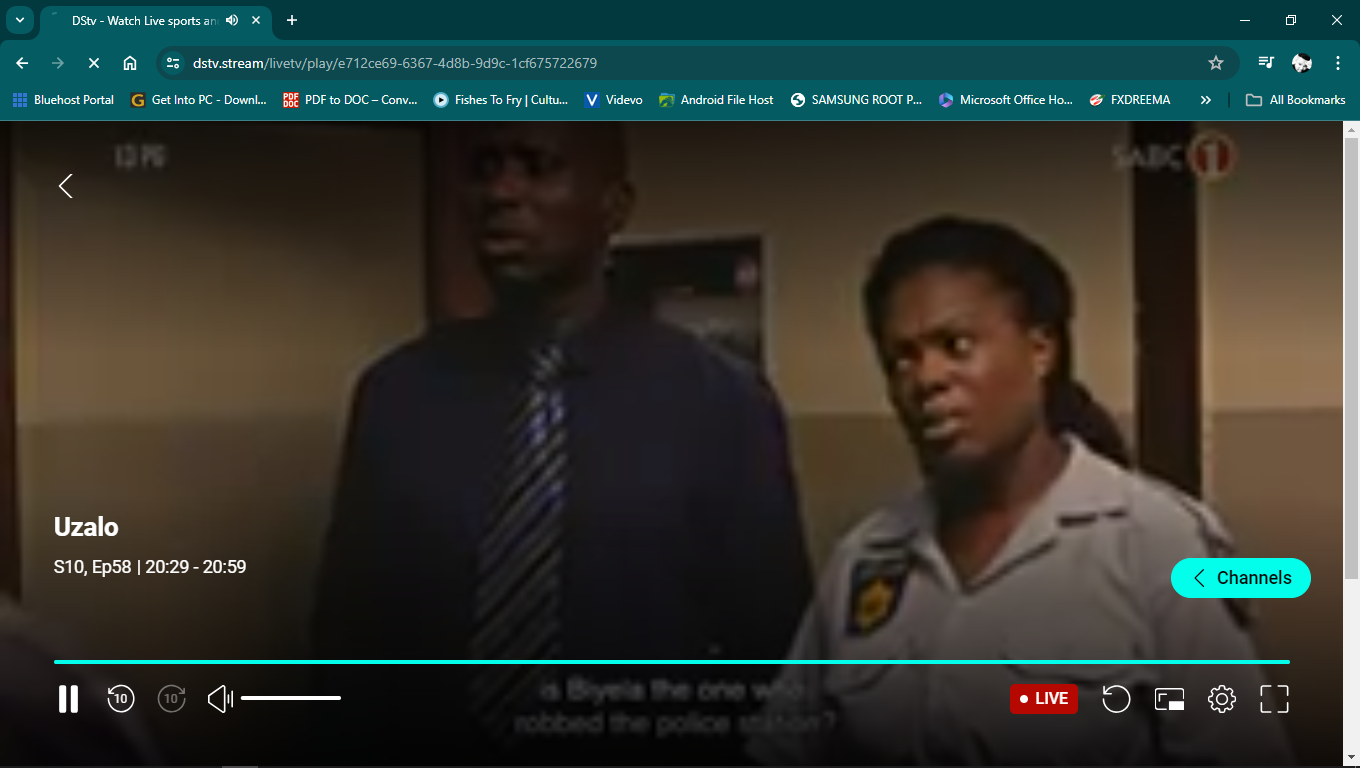 DStv - Watch Live sports an
dstv.stream/livetv/play/e712ce69-6367-4d8b-9d9c-1cf675722679
Bluehost Portal
Get Into PC - Downl...
PDF to DOC – Conv...
Fishes To Fry | Cultu...
Videvo
Android File Host
SAMSUNG ROOT P...
Microsoft Office Ho...
FXDREEMA
All Bookmarks
13 PG
SABC 1
Uzalo
S10, Ep58 | 20:29 - 20:59
Channels
is Biyela the one who
robbed the police station?
10
10
LIVE